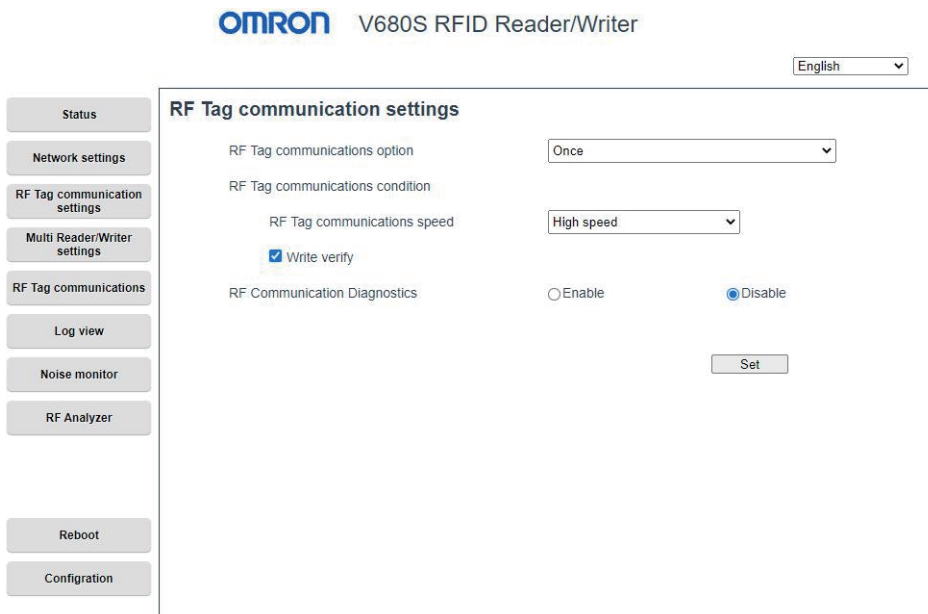 OMRON V680S RFID Reader/Writer
English
Status
Network settings
RF Tag communication
settings
Multi Reader/Writer
settings
RF Tag communications
Log view
Noise monitor
RF Analyzer
Reboot
Configration
RF Tag communication settings
RF Tag communications option Once
RF Tag communications condition
RF Tag communications speed High speed
Write verify
RF Communication Diagnostics Enable Disable
Set